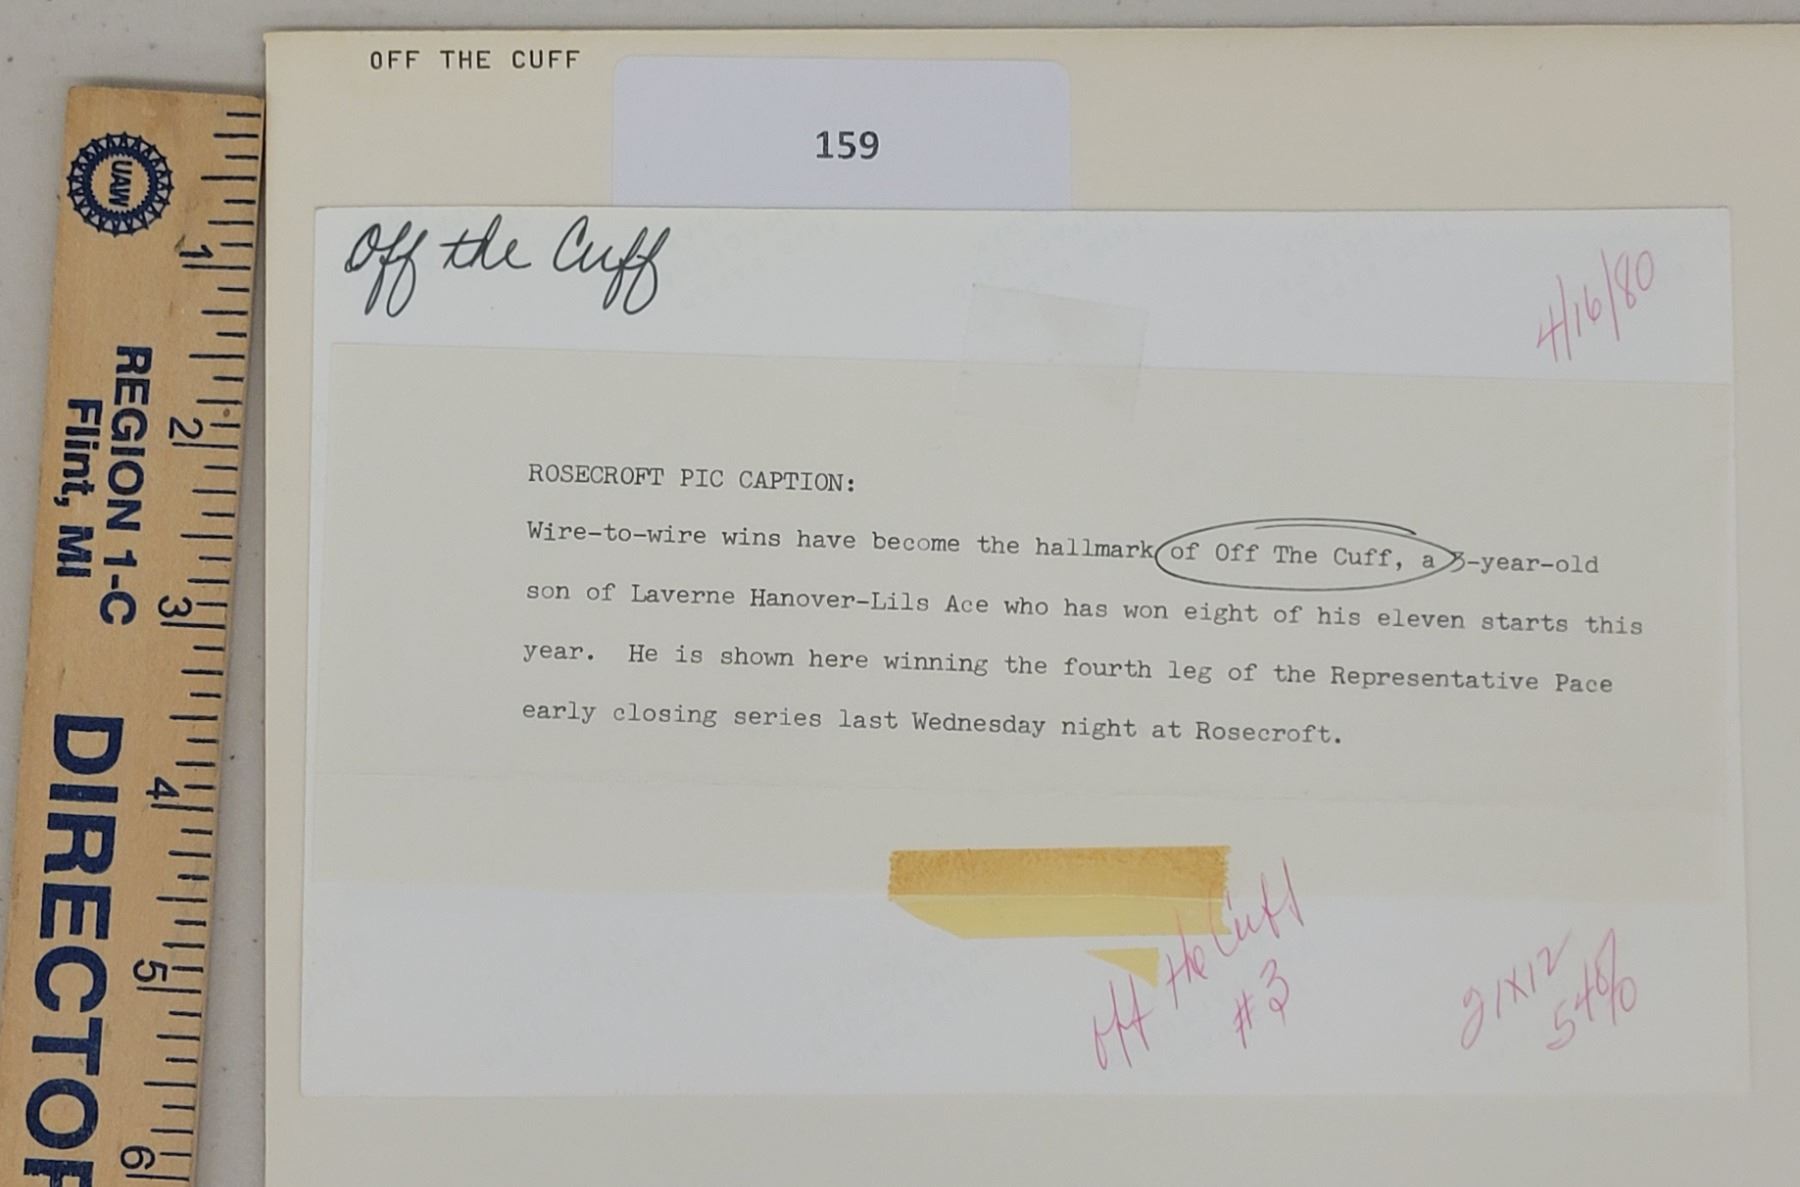 OFF THE CUFF
159
Off the Cuff
4/16/80
ROSECROFT PIC CAPTION:
Wire-to-wire wins have become the hallmark of Off The Cuff, a 3-year-old
son of Laverne Hanover-Lils Ace who has won eight of his eleven starts this
year. He is shown here winning the fourth leg of the Representative Pace
early closing series last Wednesday night at Rosecroft.
Off the Cuff
#3
21x12
54%
UAW
REGION 1-C
Flint, MI
DIRECTOR
1
2
3
4
5
6